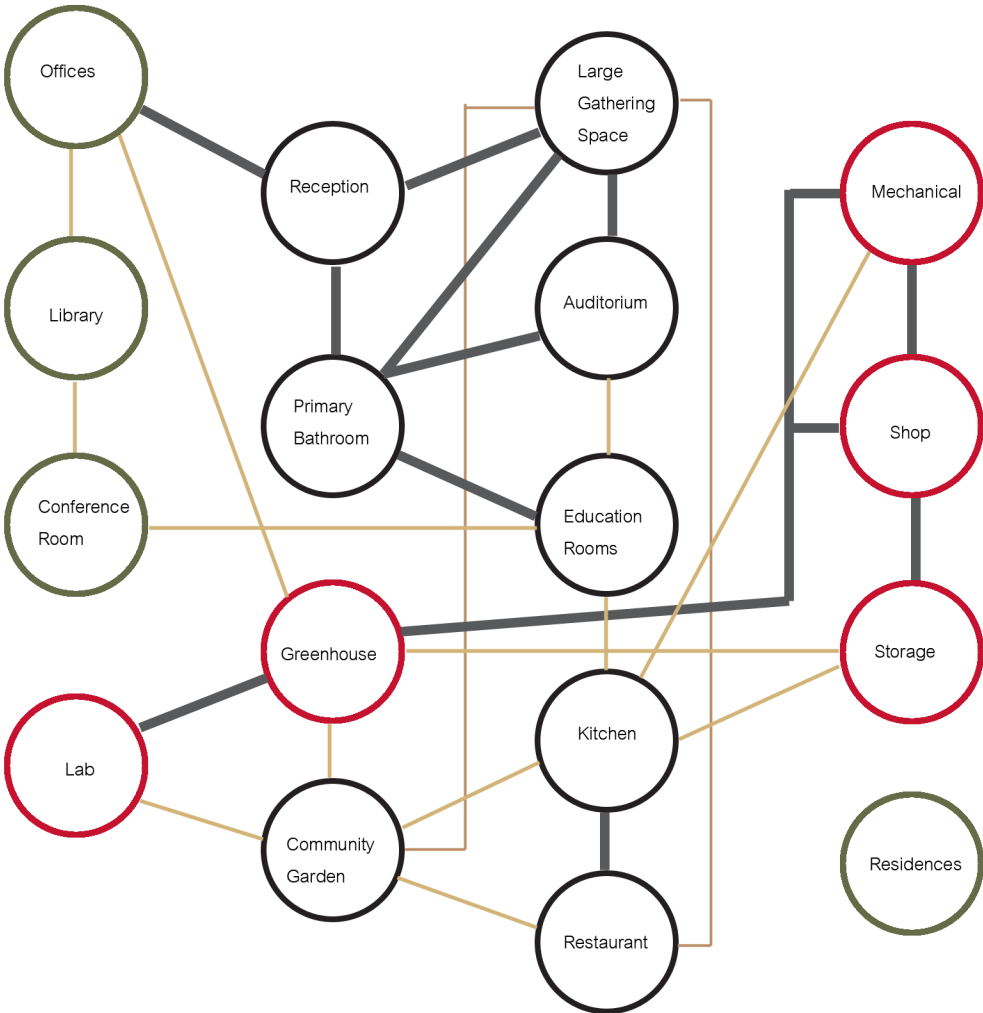 Offices
Large
Gathering
Space
Reception
Mechanical
Library
Auditorium
Primary
Bathroom
Shop
Conference
Room
Education
Rooms
Greenhouse
Storage
Lab
Kitchen
Community
Garden
Residences
Restaurant